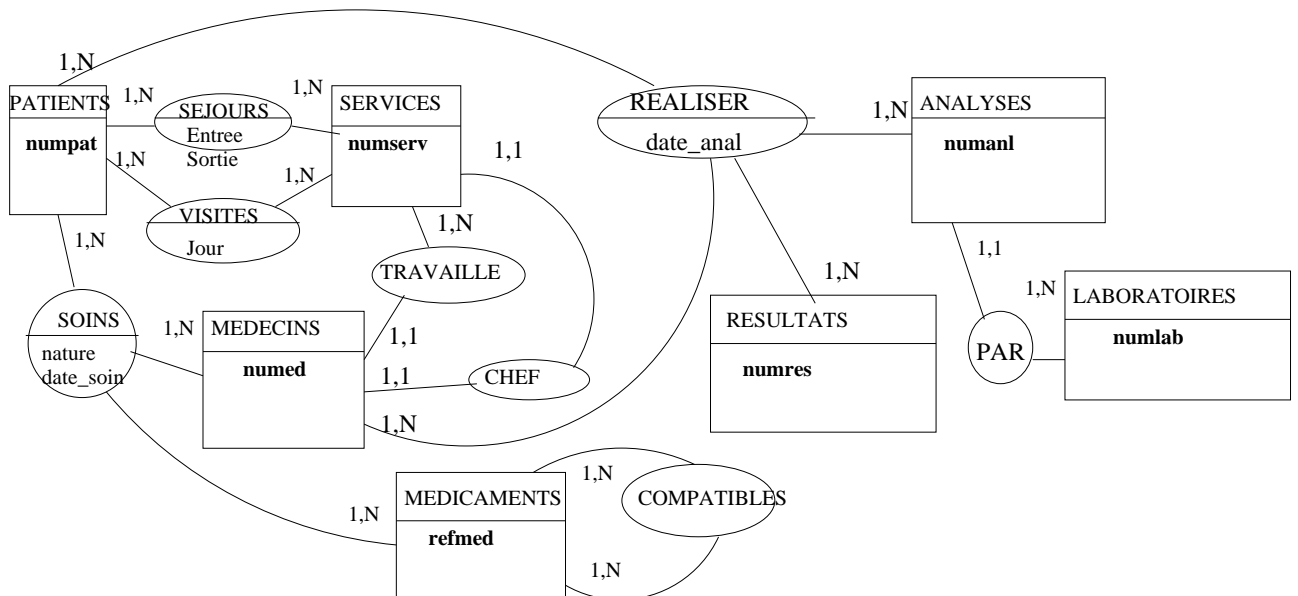 1,N
PATIENTS
numpat
1,N
SEJOURS
Entree
Sortie
1,N
SERVICES
numserv
REALISER
date_anal
1,N
ANALYSES
numanl
1,N
VISITES
Jour
1,N
1,1
1,N
1,N
TRAVAILLE
1,1
1,N
SOINS
nature
date_soin
1,N
MEDECINS
numed
1,1
1,1
CHEF
1,N
RESULTATS
numres
PAR
1,N
LABORATOIRES
numlab
1,N
1,N
MEDICAMENTS
refmed
1,N
COMPATIBLES
1,N